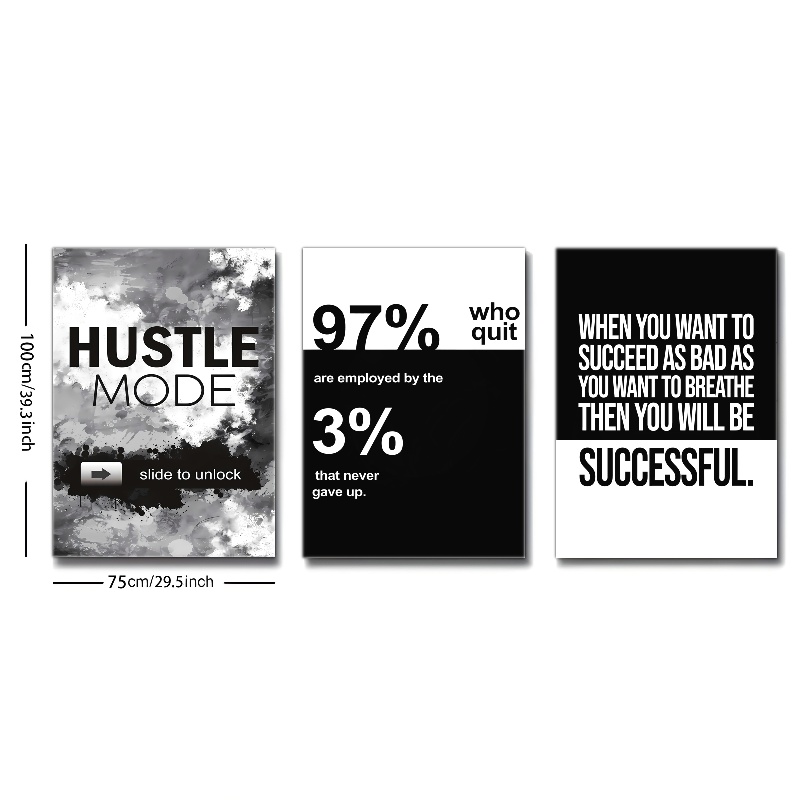 100cm/39.3inch
HUSTLE
MODE
slide to unlock
75cm/29.5inch
97%
who
quit
are employed by the
3%
that never
gave up.
WHEN YOU WANT TO
SUCCEED AS BAD AS
YOU WANT TO BREATHE
THEN YOU WILL BE
SUCCESSFUL.